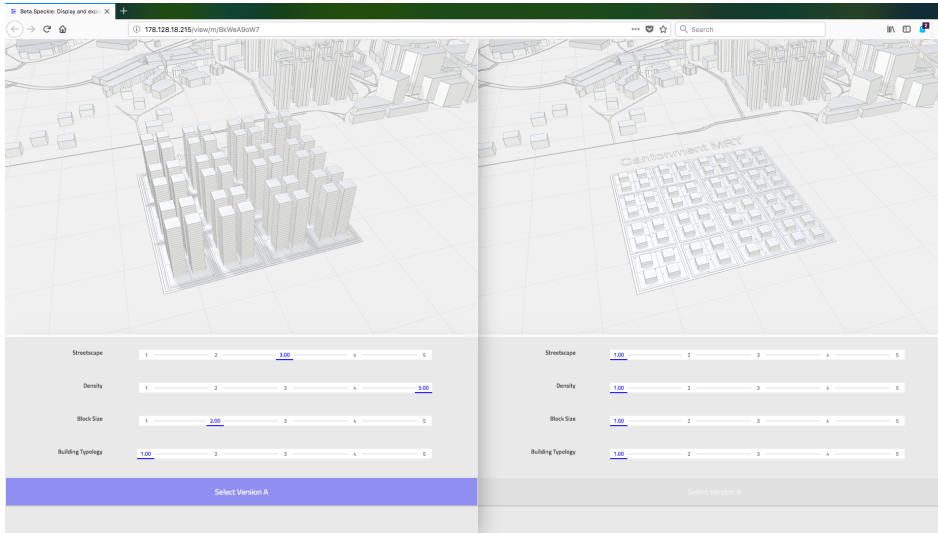 Beta.Speckle: Display and explo
178.128.18.215/view/m/BkWeA9oW7
Search
2
Cantonment MRT
Streetscape 1 2 3.00 4 5
Density 1 2 3 4 5.00
Block Size 1 2.00 3 4 5
Building Typology 1.00 2 3 4 5
Select Version A
Streetscape 1.00 2 3 4 5
Density 1.00 2 3 4 5
Block Size 1.00 2 3 4 5
Building Typology 1.00 2 3 4 5
Select Version B